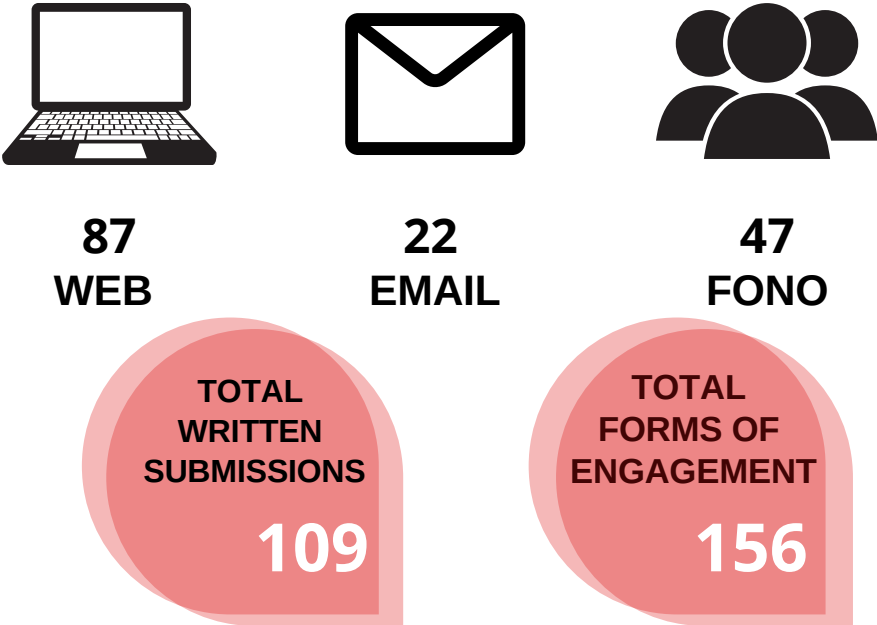 87
WEB
22
EMAIL
47
FONO
TOTAL
WRITTEN
SUBMISSIONS
109
TOTAL
FORMS OF
ENGAGEMENT
156